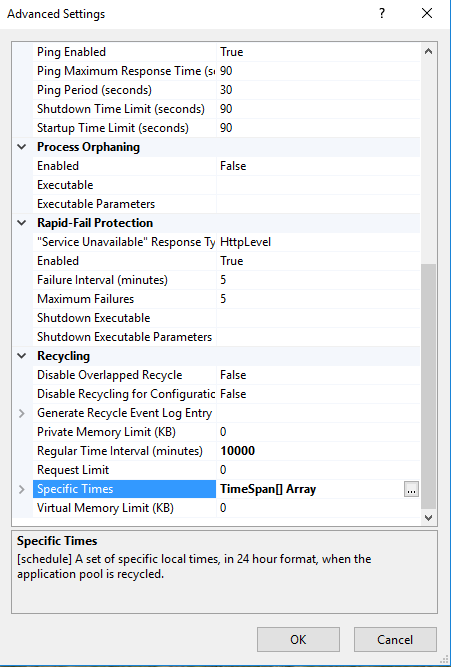 Advanced Settings ?
Ping Enabled True
Ping Maximum Response Time (s 90
Ping Period (seconds) 30
Shutdown Time Limit (seconds) 90
Startup Time Limit (seconds) 90
Process Orphaning
Enabled False
Executable
Executable Parameters
Rapid-Fail Protection
"Service Unavailable" Response Ty HttpLevel
Enabled True
Failure Interval (minutes) 5
Maximum Failures 5
Shutdown Executable
Shutdown Executable Parameters
Recycling
Disable Overlapped Recycle False
Disable Recycling for Configuratic False
Generate Recycle Event Log Entry
Private Memory Limit (KB) 0
Regular Time Interval (minutes) 10000
Request Limit 0
Specific Times TimeSpan[] Array ...
Virtual Memory Limit (KB) 0
Specific Times
[schedule] A set of specific local times, in 24 hour format, when the
application pool is recycled.
OK Cancel